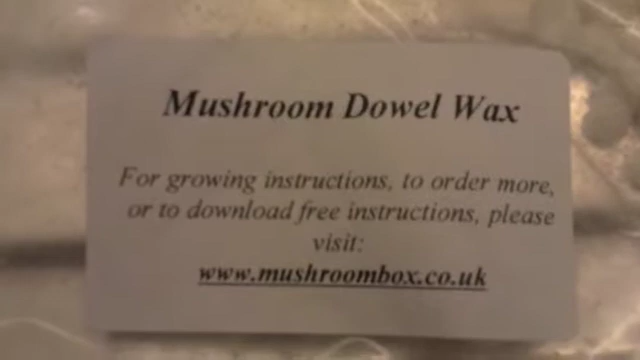 Mushroom Dowel Wax
For growing instructions, to order more,
or to download free instructions, please
visit:
www.mushroombox.co.uk